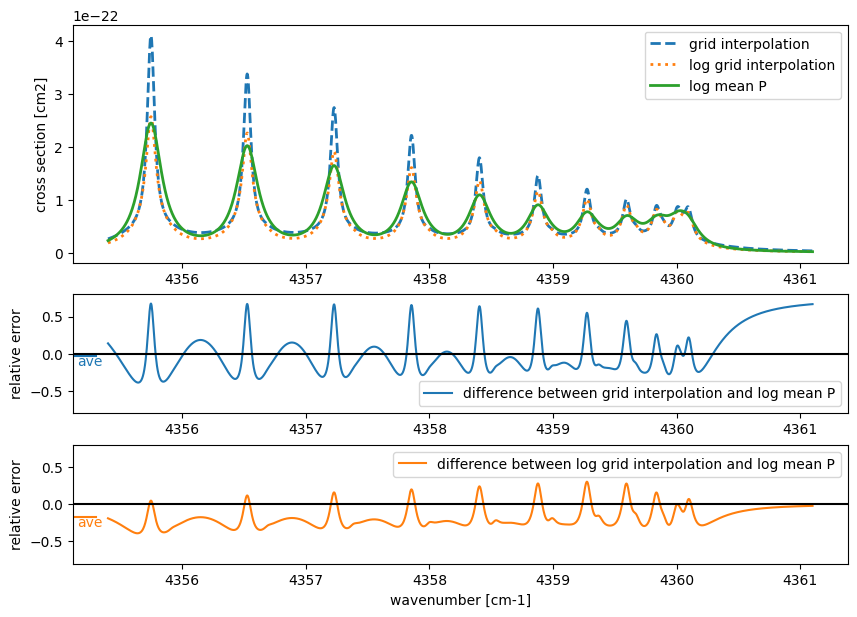 1e−22
4
3
2
1
0
cross section [cm2]
grid interpolation
log grid interpolation
log mean P
4356 4357 4358 4359 4360 4361
0.5
0.0
−0.5
relative error
ave
difference between grid interpolation and log mean P
4356 4357 4358 4359 4360 4361
0.5
0.0
−0.5
relative error
ave
difference between log grid interpolation and log mean P
4356 4357 4358 4359 4360 4361
wavenumber [cm-1]